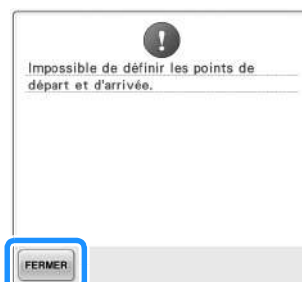 Impossible de définir les points de
départ et d'arrivée.
FERMER